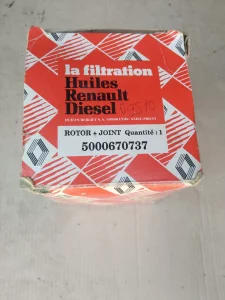 la filtration
Huiles
Renault
Diesel
ROTOR + JOINT Quantité : 1
5000670737